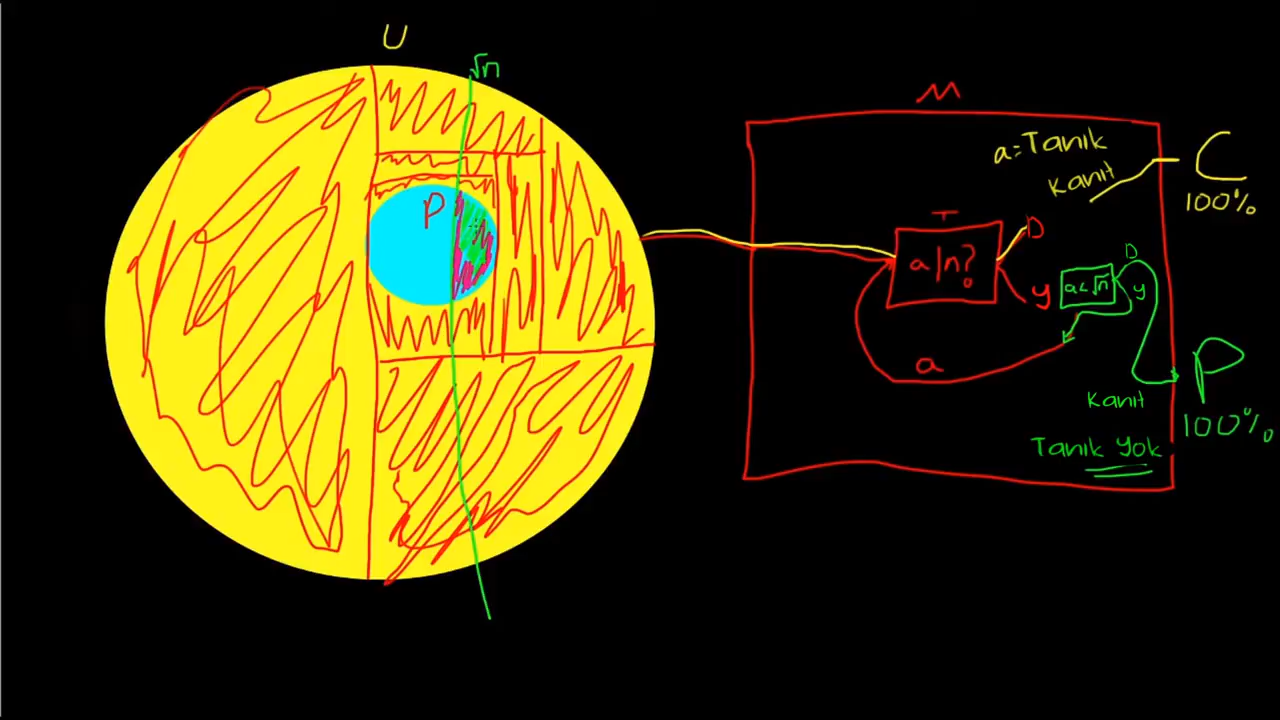 U
√n
P
M
a=Tanık
Kanıt
C
100%
T
a|n?
D
y
a<√n
D
y
a
P
100%
Kanıt
Tanık yok